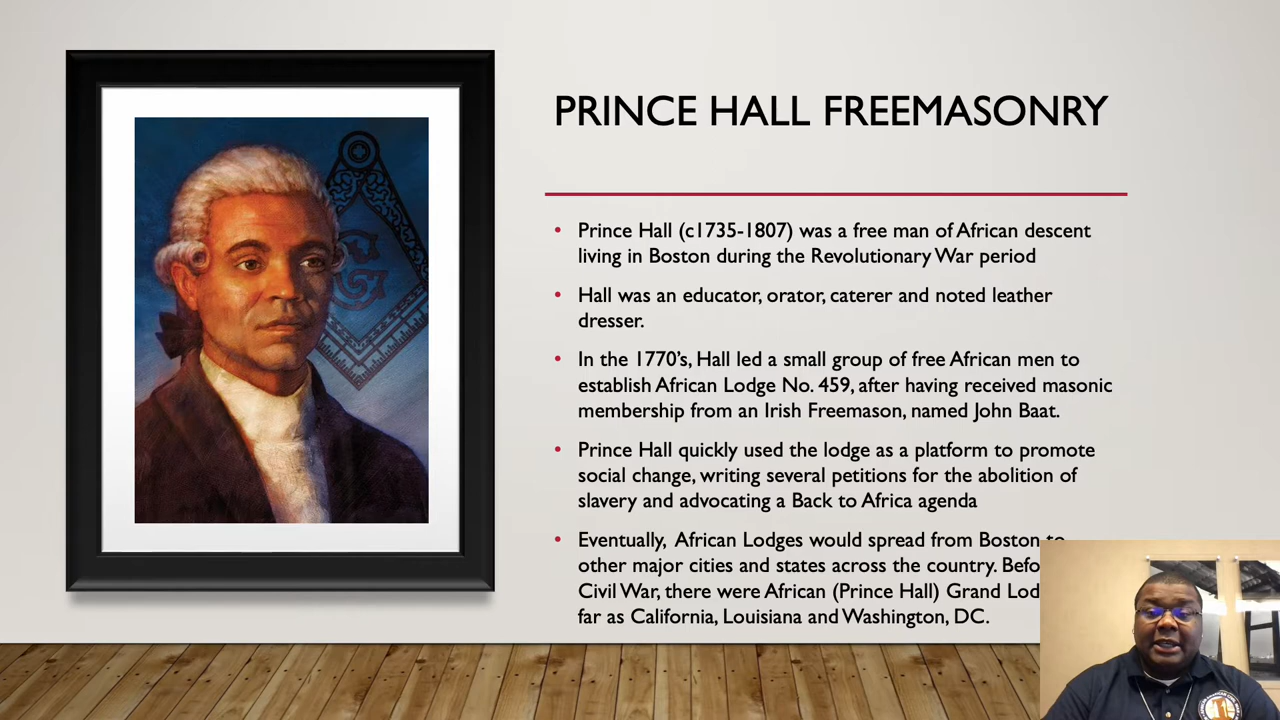 PRINCE HALL FREEMASONRY
• Prince Hall (c1735-1807) was a free man of African descent
living in Boston during the Revolutionary War period
• Hall was an educator, orator, caterer and noted leather
dresser.
• In the 1770's, Hall led a small group of free African men to
establish African Lodge No. 459, after having received masonic
membership from an Irish Freemason, named John Baat.
• Prince Hall quickly used the lodge as a platform to promote
social change, writing several petitions for the abolition of
slavery and advocating a Back to Africa agenda
• Eventually, African Lodges would spread from Boston to
other major cities and states across the country.
Civil War, there were African (Prince Hall) Grand
far as California, Louisiana and Washington, DC.
G